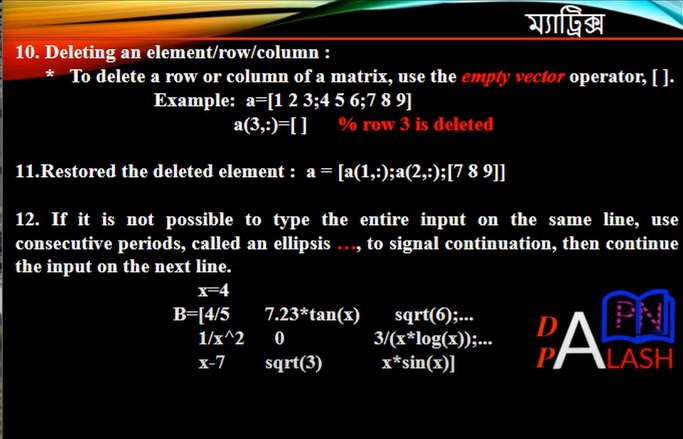 ম্যাট্রিক্স
10. Deleting an element/row/column :
* To delete a row or column of a matrix, use the empty vector operator, [ ].
Example: a=[1 2 3;4 5 6;7 8 9]
a(3,:)=[ ] % row 3 is deleted
11.Restored the deleted element : a = [a(1,:);a(2,:);[7 8 9]]
12. If it is not possible to type the entire input on the same line, use
consecutive periods, called an ellipsis …, to signal continuation, then continue
the input on the next line.
x=4
B=[4/5 7.23*tan(x) sqrt(6);...
1/x^2 0 3/(x*log(x));...
x-7 sqrt(3) x*sin(x)]
PN
D
P
ALASH